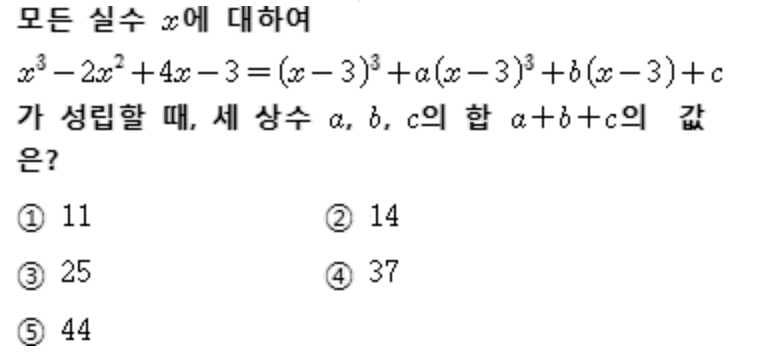 모든 실수 x에 대하여
x³−2x²+4x−3=(x−3)³+a(x−3)³+b(x−3)+c
가 성립할 때, 세 상수 a, b, c의 합 a+b+c의 값
은?
① 11 ② 14
③ 25 ④ 37
⑤ 44